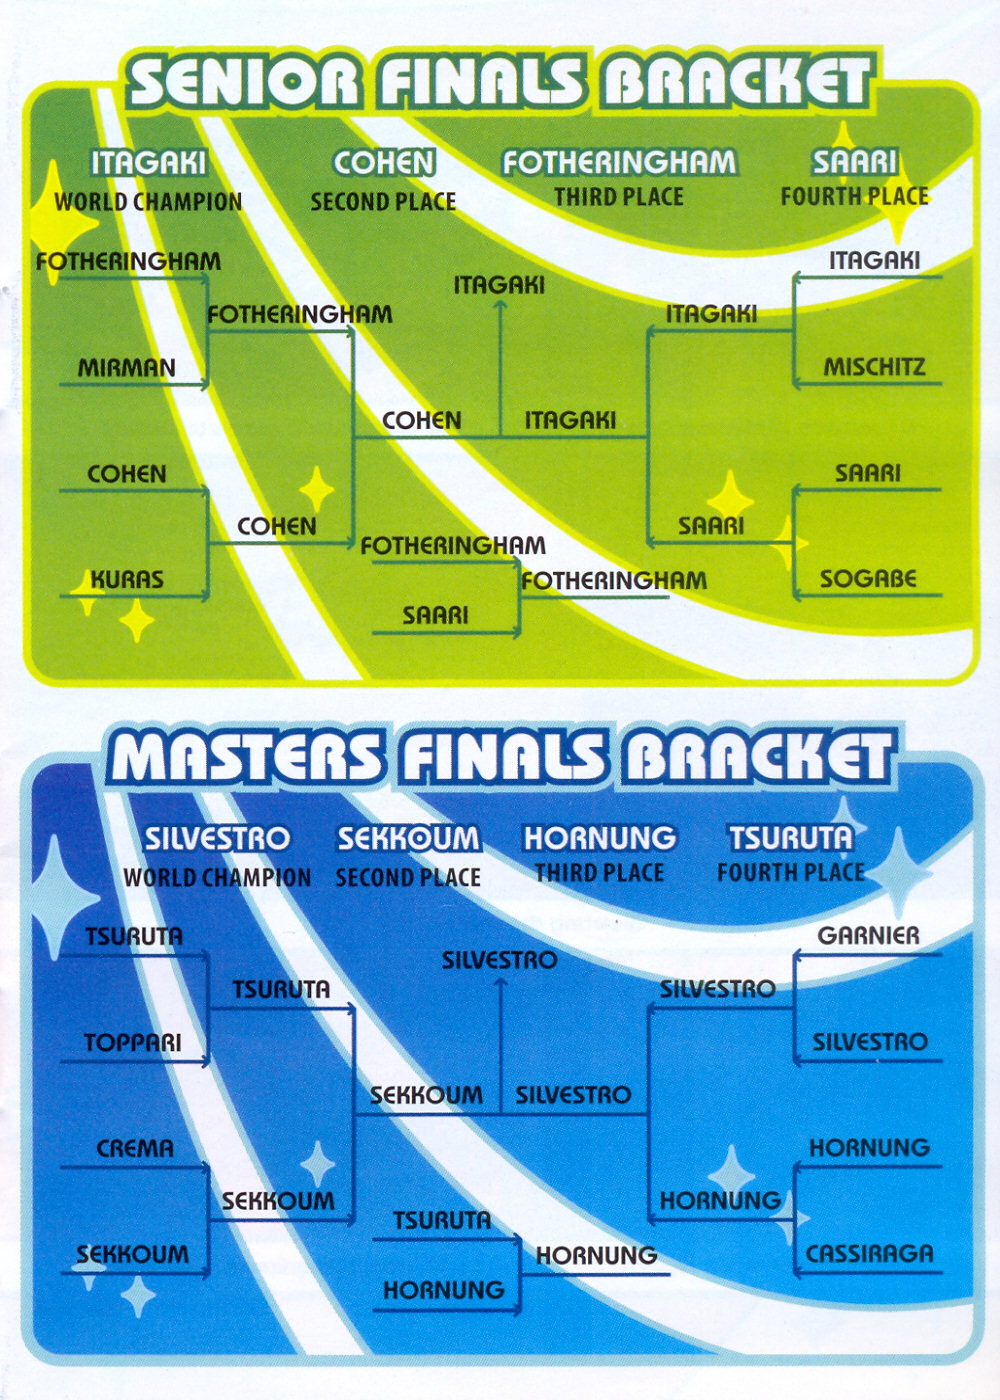 SENIOR FINALS BRACKET
ITAGAKI COHEN FOTHERINGHAM SAARI
WORLD CHAMPION SECOND PLACE THIRD PLACE FOURTH PLACE
FOTHERINGHAM ITAGAKI
ITAGAKI
FOTHERINGHAM ITAGAKI
MIRMAN MISCHITZ
COHEN ITAGAKI
COHEN SAARI
COHEN SAARI
FOTHERINGHAM
KURAS FOTHERINGHAM SOGABE
SAARI
MASTERS FINALS BRACKET
SILVESTRO SEKKOUM HORNUNG TSURUTA
WORLD CHAMPION SECOND PLACE THIRD PLACE FOURTH PLACE
TSURUTA GARNIER
SILVESTRO
TSURUTA SILVESTRO
TOPPARI SILVESTRO
SEKKOUM SILVESTRO
CREMA HORNUNG
SEKKOUM HORNUNG
TSURUTA
SEKKOUM HORNUNG CASSIRAGA
HORNUNG